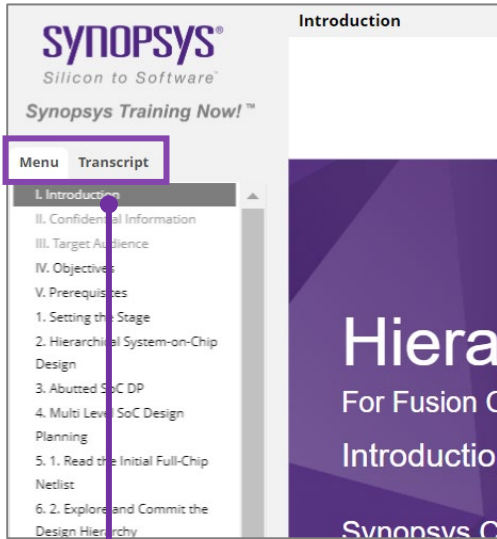 Introduction
SYNOPSYS®
Silicon to Software™
Synopsys Training Now!™
Menu Transcript
I. Introduction
II. Confidential Information
III. Target Audience
IV. Objectives
V. Prerequisites
1. Setting the Stage
2. Hierarchical System-on-Chip
Design
3. Abutted SoC DP
4. Multi Level SoC Design
Planning
5. 1. Read the Initial Full-Chip
Netlist
6. 2. Explore and Commit the
Design Hierarchy
Hiera
For Fusion C
Introductio
Synopsys C